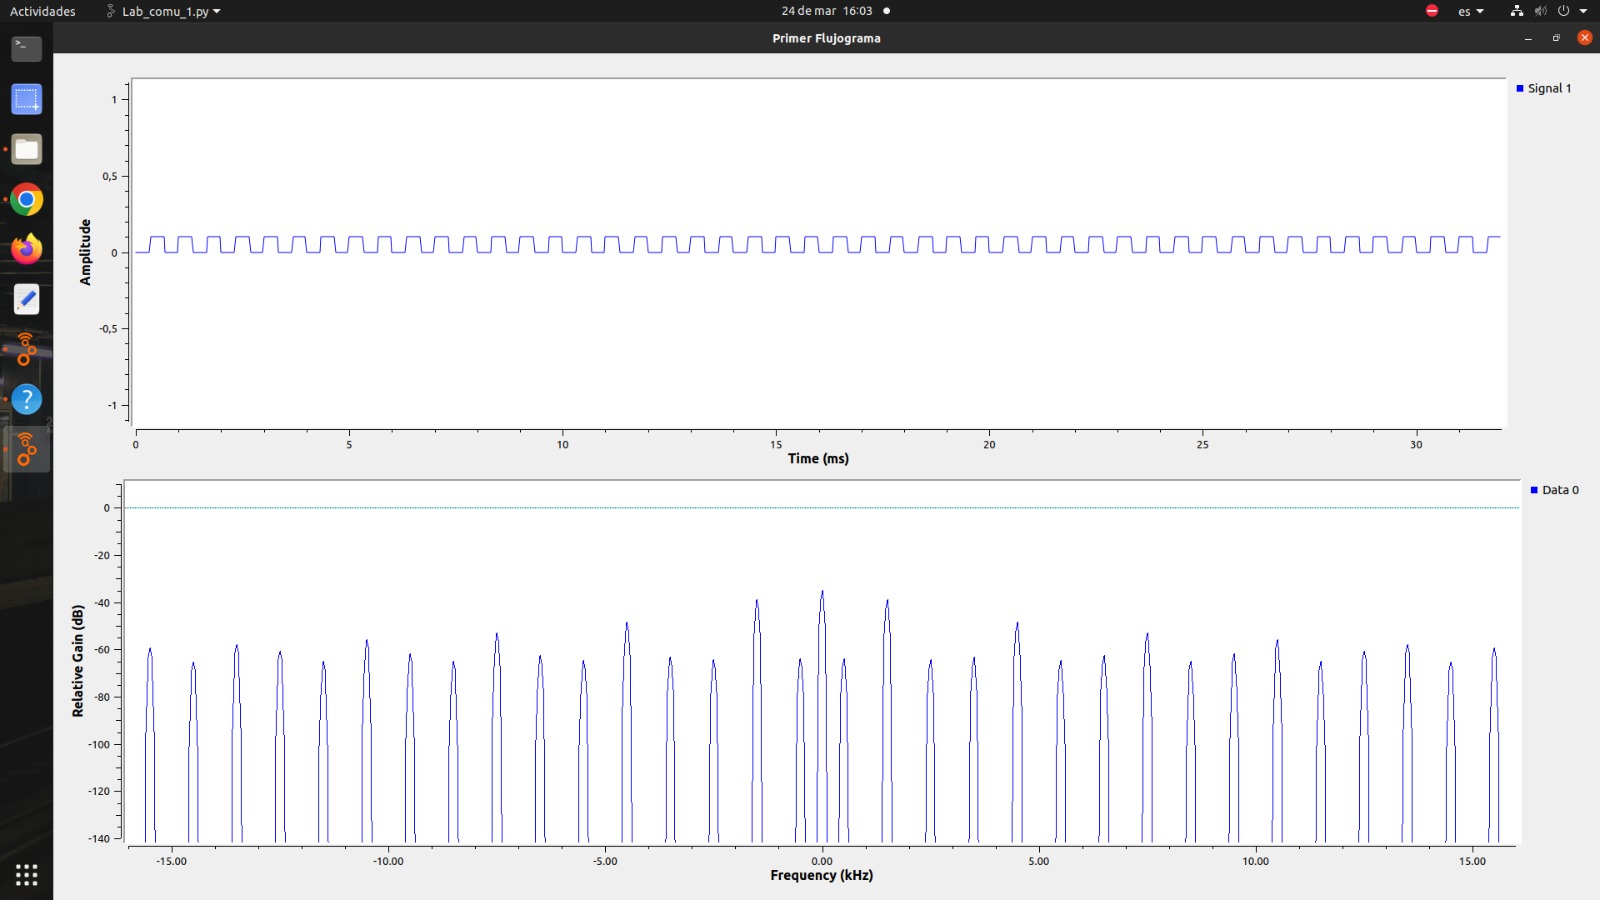 Actividades Lab_comu_1.py 24 de mar 16:03 es
Primer Flujograma
Signal 1
1
0,5
0
-0,5
-1
Amplitude
0 5 10 15 20 25 30
Time (ms)
Data 0
0
-20
-40
-60
-80
-100
-120
-140
Relative Gain (dB)
-15.00 -10.00 -5.00 0.00 5.00 10.00 15.00
Frequency (kHz)